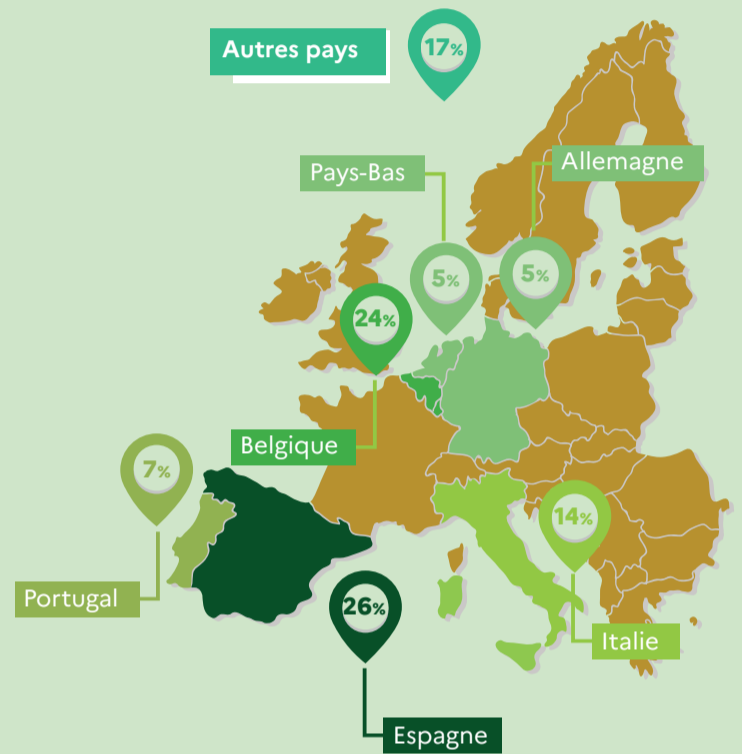 Autres pays
17%
Pays-Bas
Allemagne
5%
5%
24%
Belgique
7%
14%
Portugal
26%
Italie
Espagne